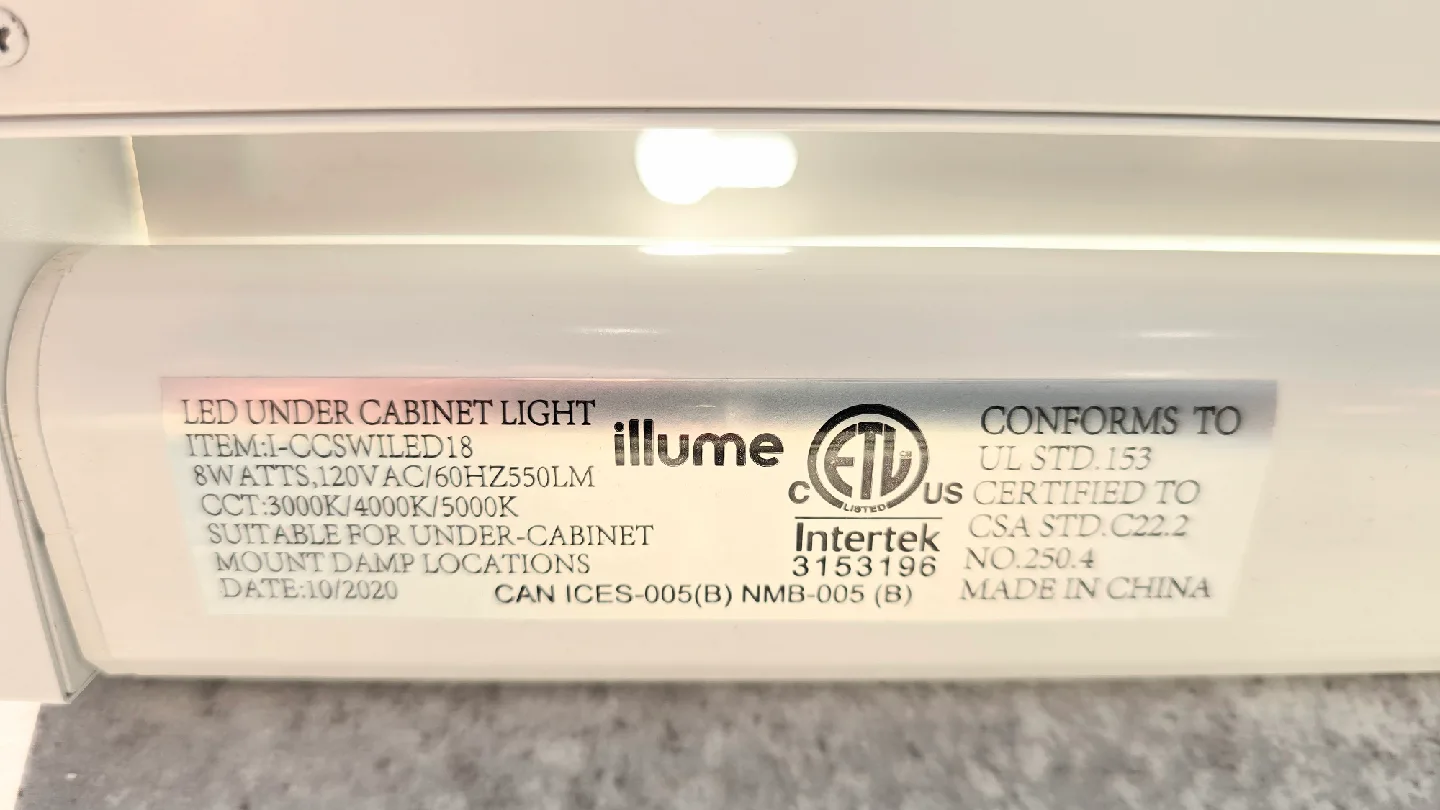 LED UNDER CABINET LIGHT
ITEM:I-CCSWILED18
8WATTS,120VAC/60HZ550LM
CCT:3000K/4000K/5000K
SUITABLE FOR UNDER-CABINET
MOUNT DAMP LOCATIONS
DATE:10/2020
illume
ETL
CM
LISTED
C US
Intertek
3153196
CAN ICES-005(B) NMB-005 (B)
CONFORMS TO
UL STD.153
CERTIFIED TO
CSA STD.C22.2
NO.250.4
MADE IN CHINA